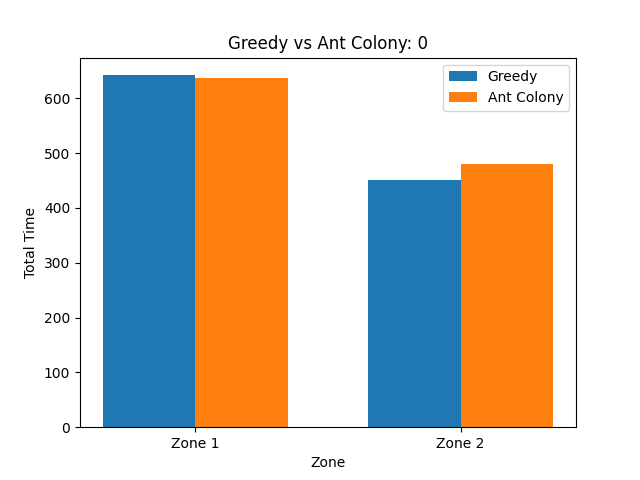 Greedy vs Ant Colony: 0
Greedy
Ant Colony
Total Time
600
500
400
300
200
100
0
Zone 1
Zone 2
Zone